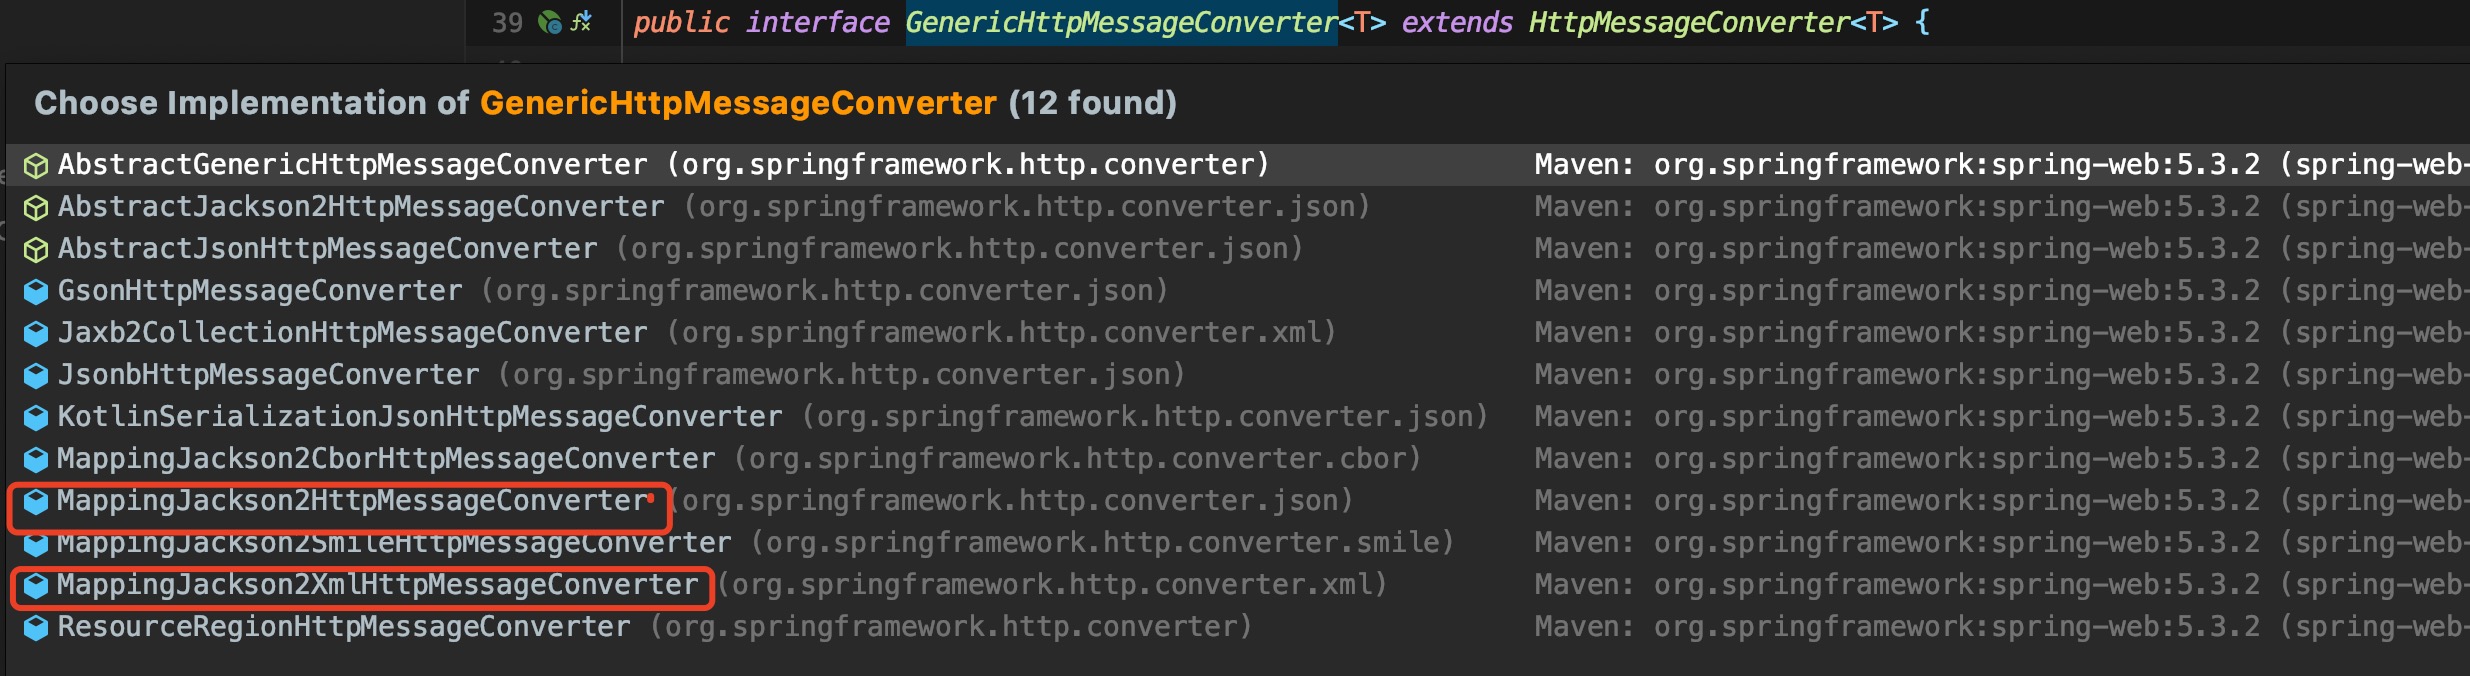 39 public interface GenericHttpMessageConverter<T> extends HttpMessageConverter<T> {
Choose Implementation of GenericHttpMessageConverter (12 found)
AbstractGenericHttpMessageConverter (org.springframework.http.converter) Maven: org.springframework:spring-web:5.3.2 (spring-web-
AbstractJackson2HttpMessageConverter (org.springframework.http.converter.json) Maven: org.springframework:spring-web:5.3.2 (spring-web-
AbstractJsonHttpMessageConverter (org.springframework.http.converter.json) Maven: org.springframework:spring-web:5.3.2 (spring-web-
GsonHttpMessageConverter (org.springframework.http.converter.json) Maven: org.springframework:spring-web:5.3.2 (spring-web-
Jaxb2CollectionHttpMessageConverter (org.springframework.http.converter.xml) Maven: org.springframework:spring-web:5.3.2 (spring-web-
JsonbHttpMessageConverter (org.springframework.http.converter.json) Maven: org.springframework:spring-web:5.3.2 (spring-web-
KotlinSerializationJsonHttpMessageConverter (org.springframework.http.converter.json) Maven: org.springframework:spring-web:5.3.2 (spring-web-
MappingJackson2CborHttpMessageConverter (org.springframework.http.converter.cbor) Maven: org.springframework:spring-web:5.3.2 (spring-web-
MappingJackson2HttpMessageConverter (org.springframework.http.converter.json) Maven: org.springframework:spring-web:5.3.2 (spring-web-
MappingJackson2SmileHttpMessageConverter (org.springframework.http.converter.smile) Maven: org.springframework:spring-web:5.3.2 (spring-web-
MappingJackson2XmlHttpMessageConverter (org.springframework.http.converter.xml) Maven: org.springframework:spring-web:5.3.2 (spring-web-
ResourceRegionHttpMessageConverter (org.springframework.http.converter) Maven: org.springframework:spring-web:5.3.2 (spring-web-